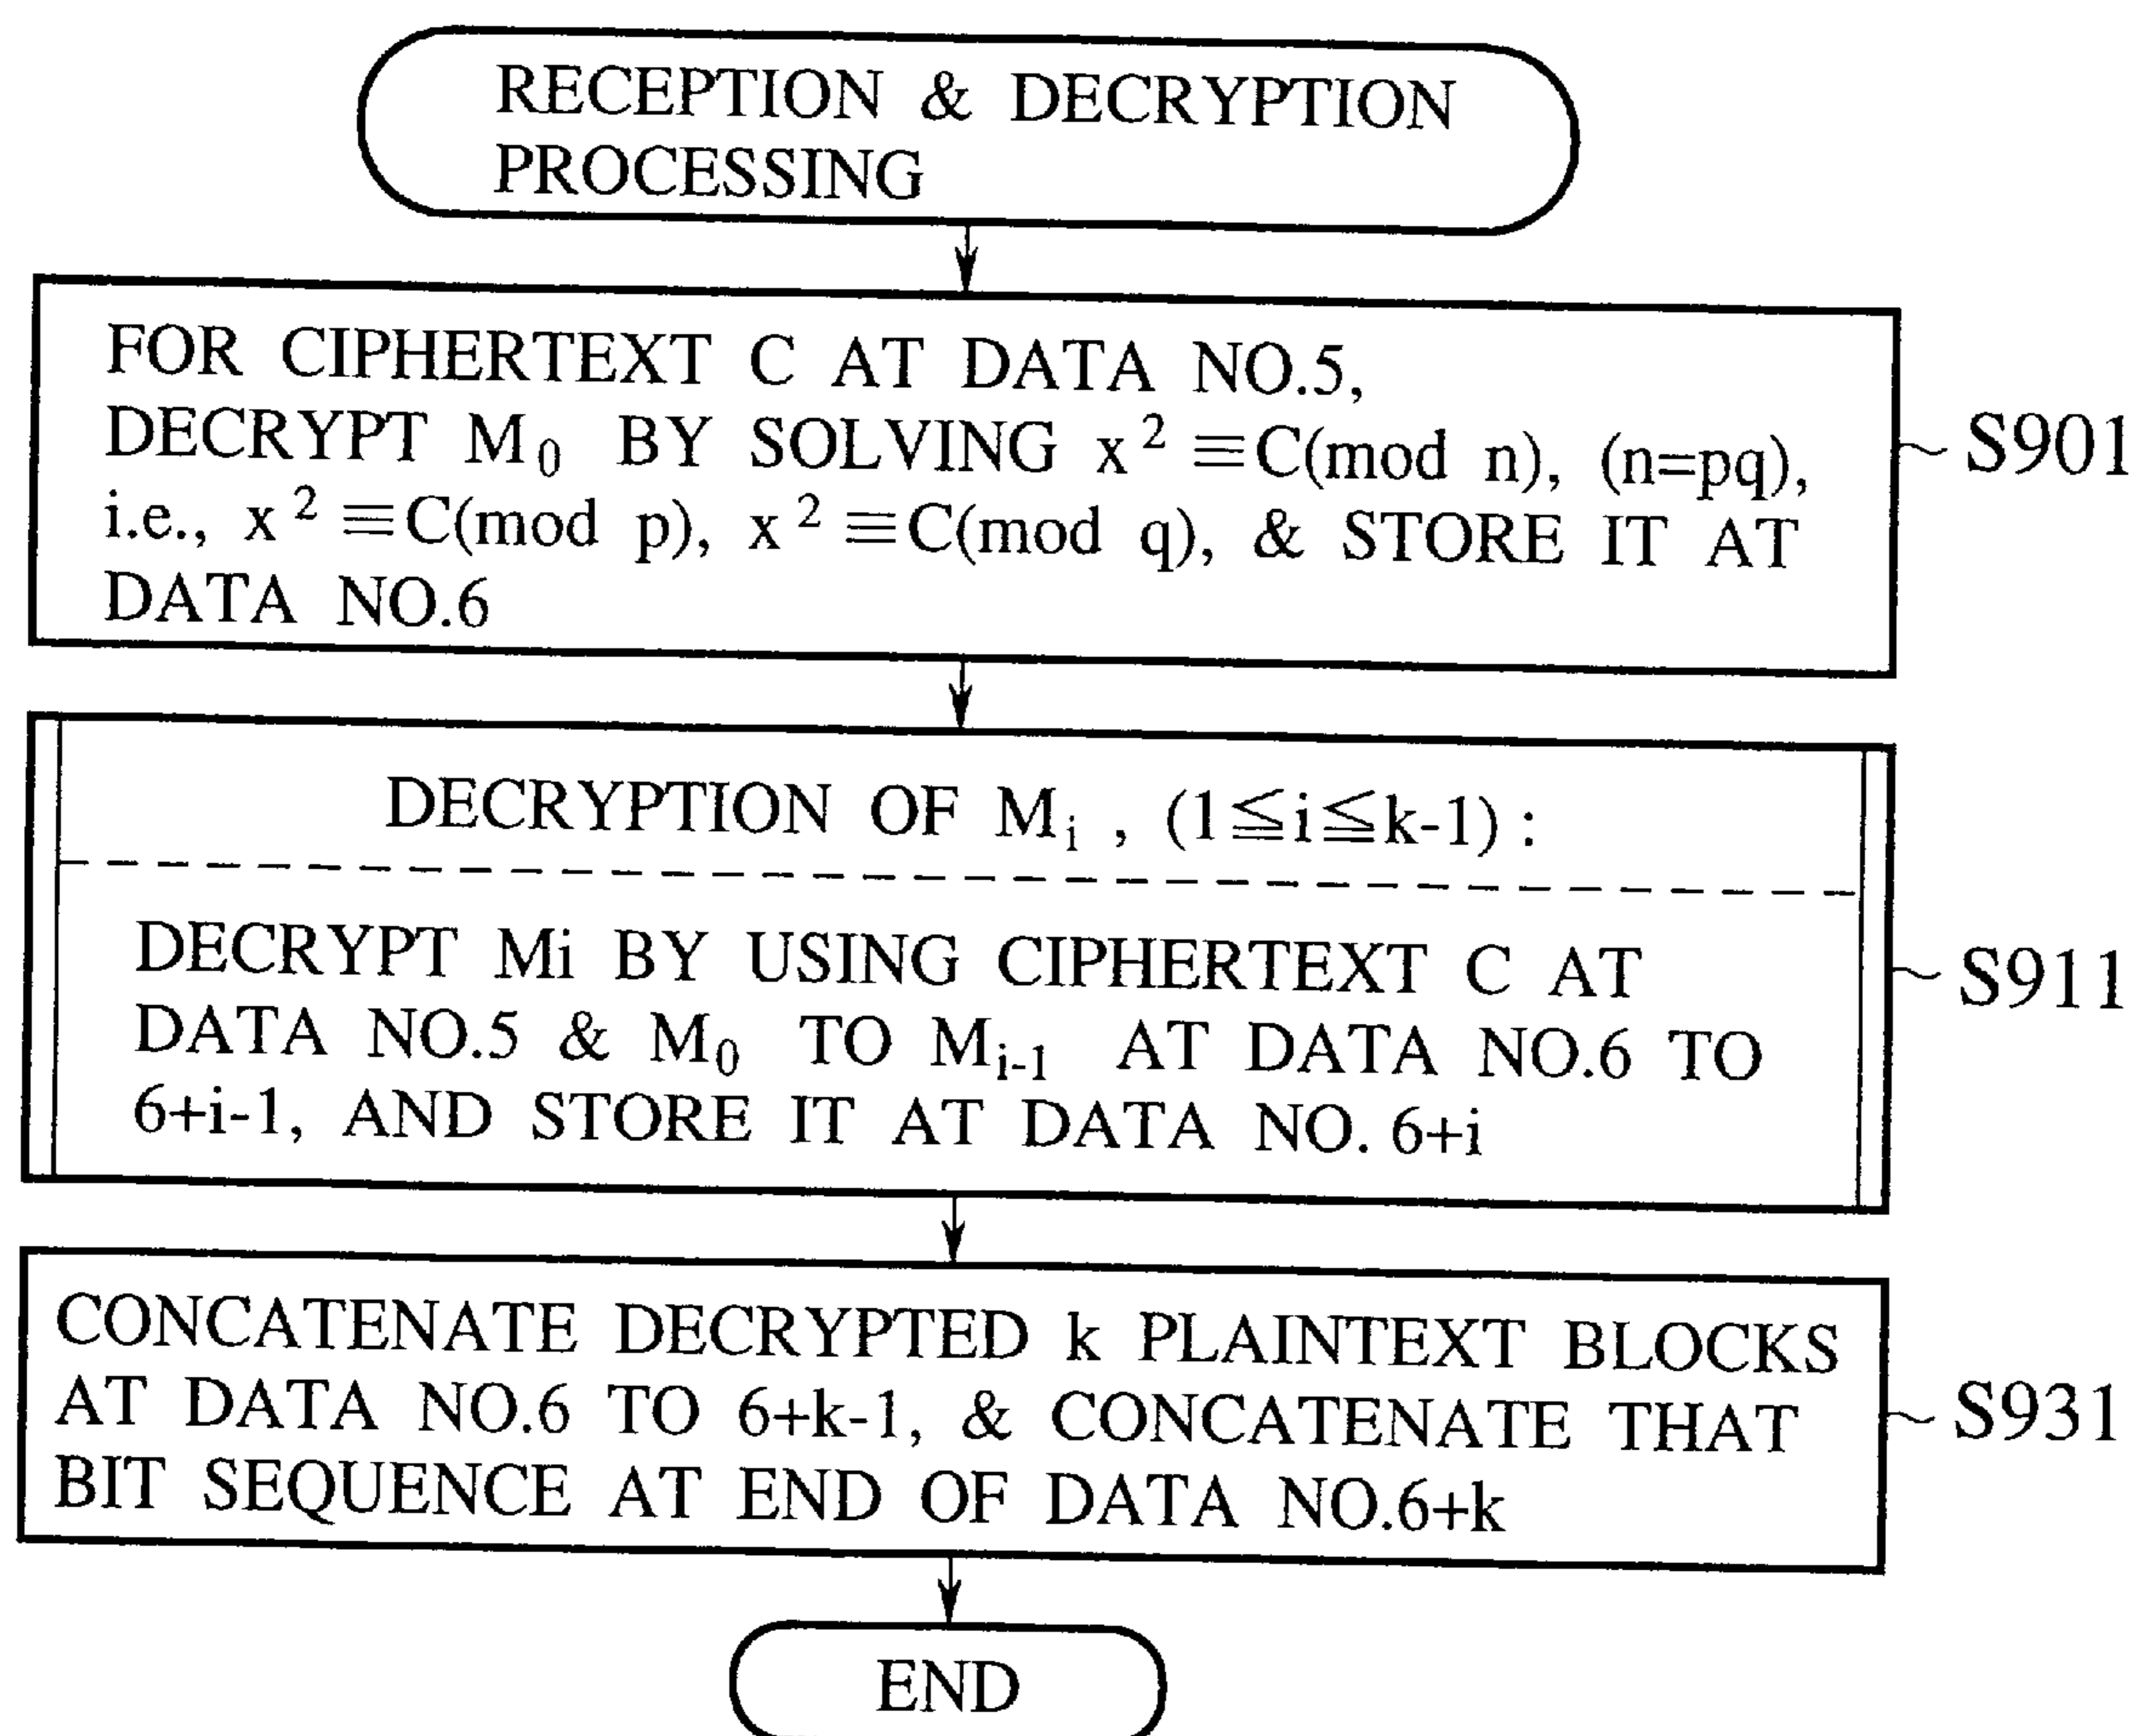 RECEPTION & DECRYPTION
PROCESSING
FOR CIPHERTEXT C AT DATA NO.5,
DECRYPT M₀ BY SOLVING x² ≡C(mod n), (n=pq),
i.e., x² ≡C(mod p), x² ≡C(mod q), & STORE IT AT
DATA NO.6
S901
DECRYPTION OF Mᵢ , (1≦i≦k-1) :
DECRYPT Mi BY USING CIPHERTEXT C AT
DATA NO.5 & M₀ TO Mᵢ₋₁ AT DATA NO.6 TO
6+i-1, AND STORE IT AT DATA NO. 6+i
S911
CONCATENATE DECRYPTED k PLAINTEXT BLOCKS
AT DATA NO.6 TO 6+k-1, & CONCATENATE THAT
BIT SEQUENCE AT END OF DATA NO.6+k
S931
END